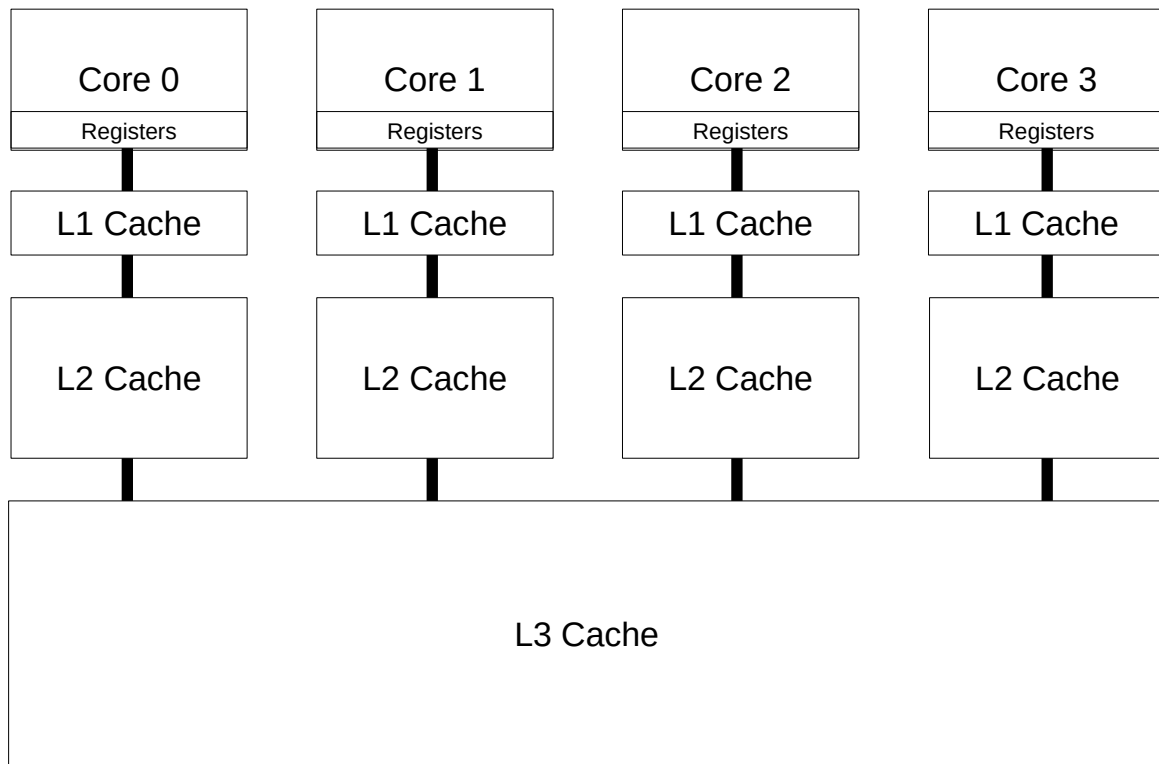 Core 0
Core 1
Core 2
Core 3
Registers
Registers
Registers
Registers
L1 Cache
L1 Cache
L1 Cache
L1 Cache
L2 Cache
L2 Cache
L2 Cache
L2 Cache
L3 Cache